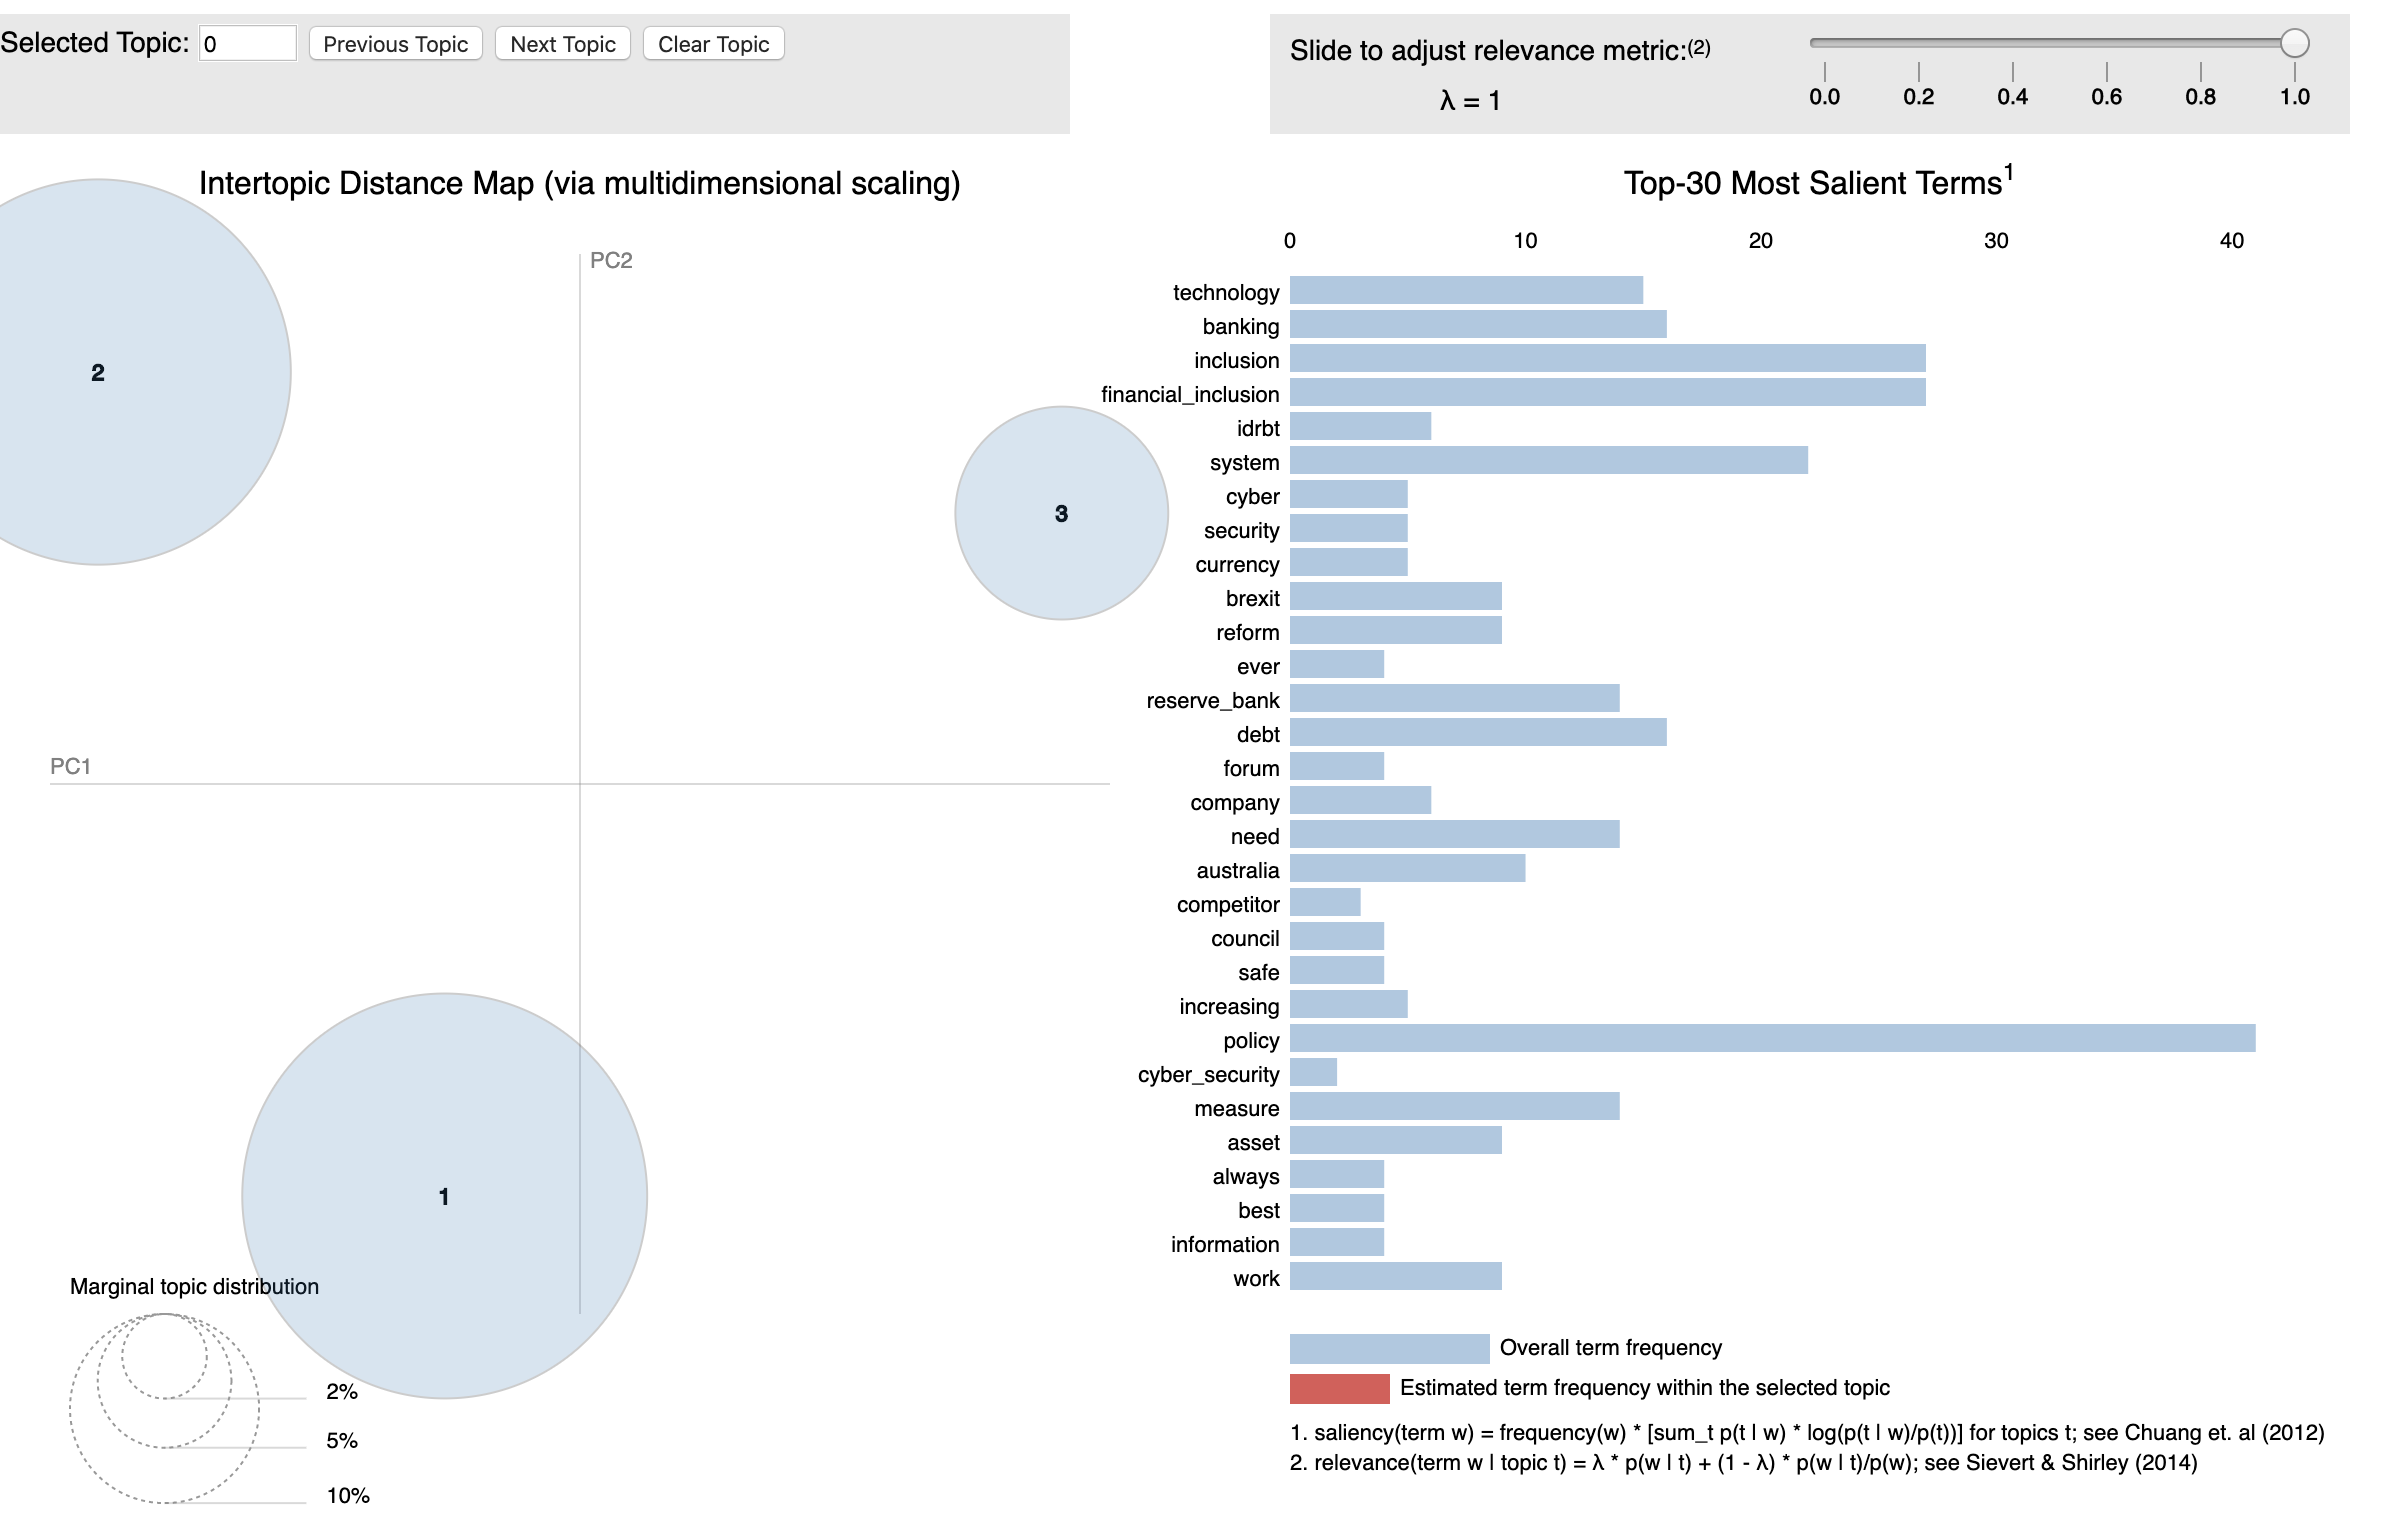 Selected Topic: 0 Previous Topic Next Topic Clear Topic
Slide to adjust relevance metric:(2)
λ = 1
0.0 0.2 0.4 0.6 0.8 1.0
Intertopic Distance Map (via multidimensional scaling)
PC2
PC1
2
3
1
Marginal topic distribution
2%
5%
10%
Top-30 Most Salient Terms1
0 10 20 30 40
technology
banking
inclusion
financial_inclusion
idrbt
system
cyber
security
currency
brexit
reform
ever
reserve_bank
debt
forum
company
need
australia
competitor
council
safe
increasing
policy
cyber_security
measure
asset
always
best
information
work
Overall term frequency
Estimated term frequency within the selected topic
1. saliency(term w) = frequency(w) * [sum_t p(t | w) * log(p(t | w)/p(t))] for topics t; see Chuang et. al (2012)
2. relevance(term w | topic t) = λ * p(w | t) + (1 - λ) * p(w | t)/p(w); see Sievert & Shirley (2014)